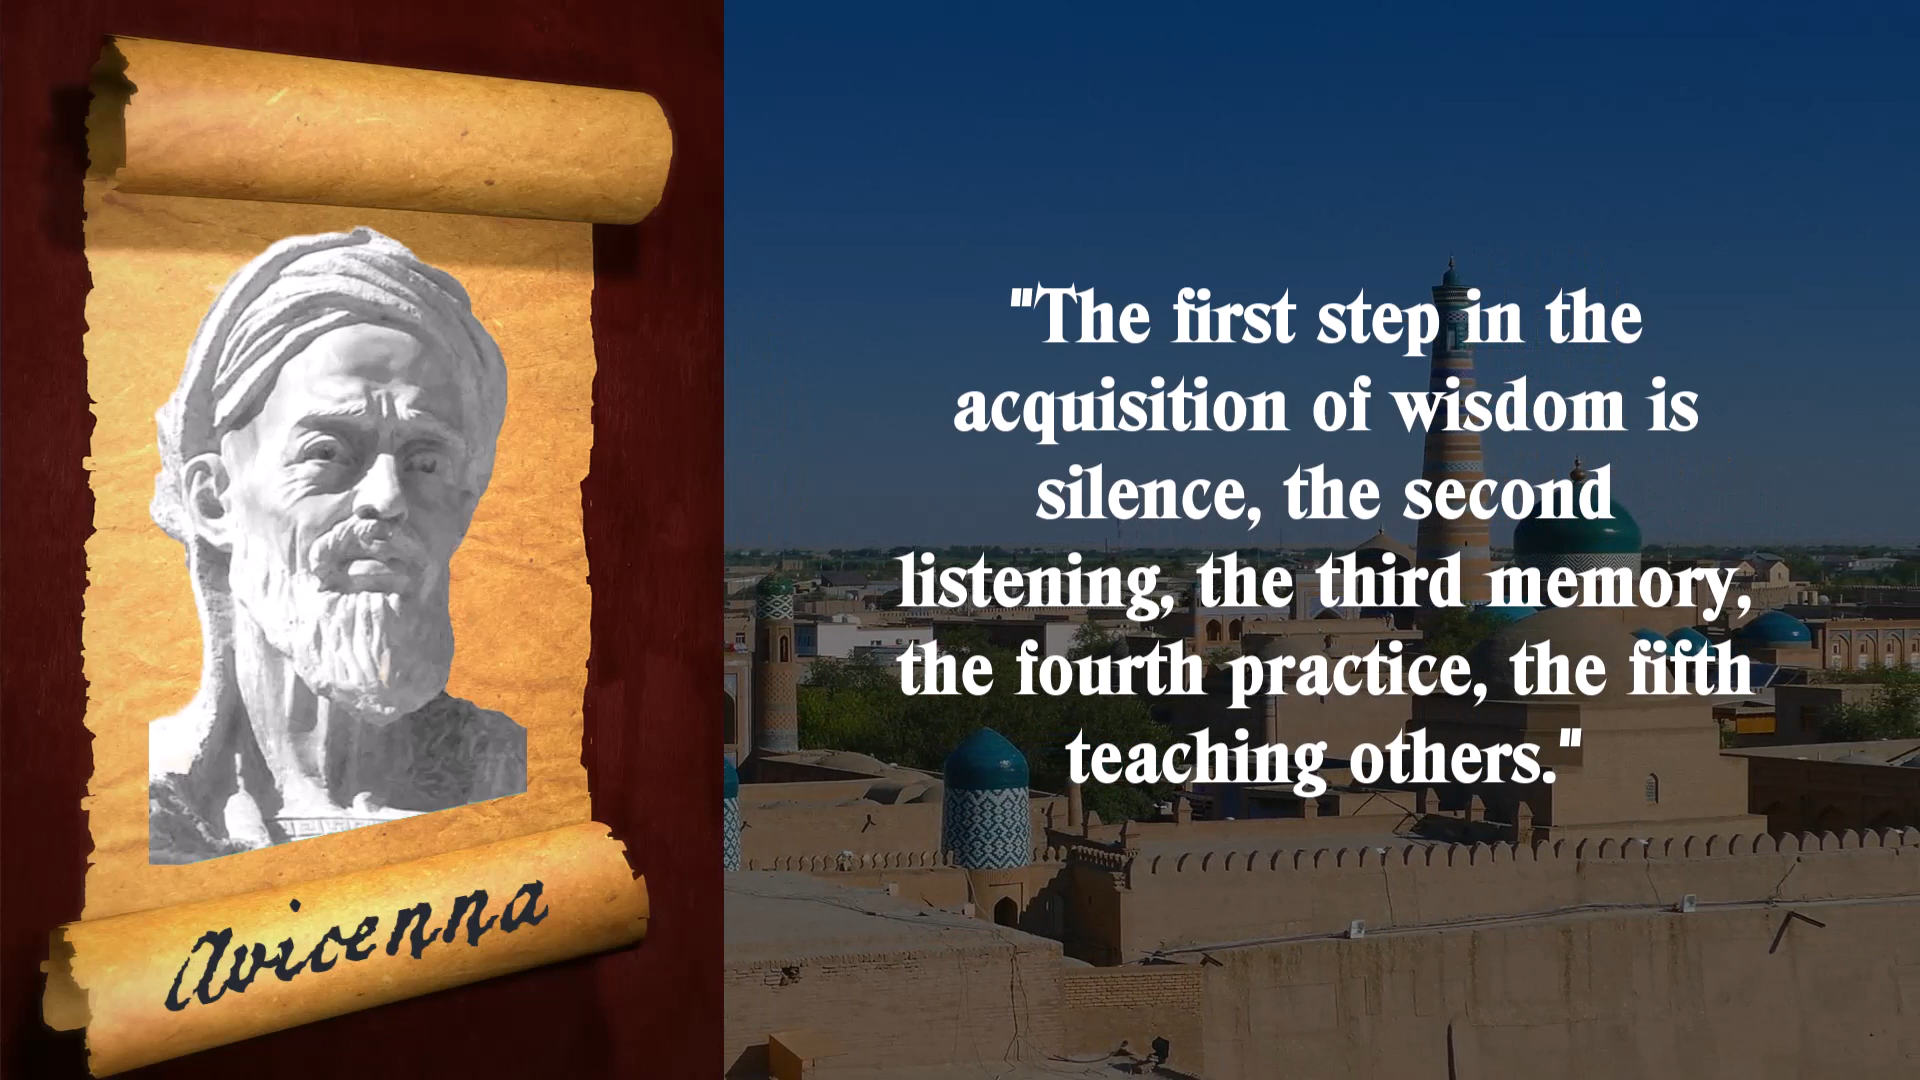 Avicenna
"The first step in the
acquisition of wisdom is
silence, the second
listening, the third memory,
the fourth practice, the fifth
teaching others."